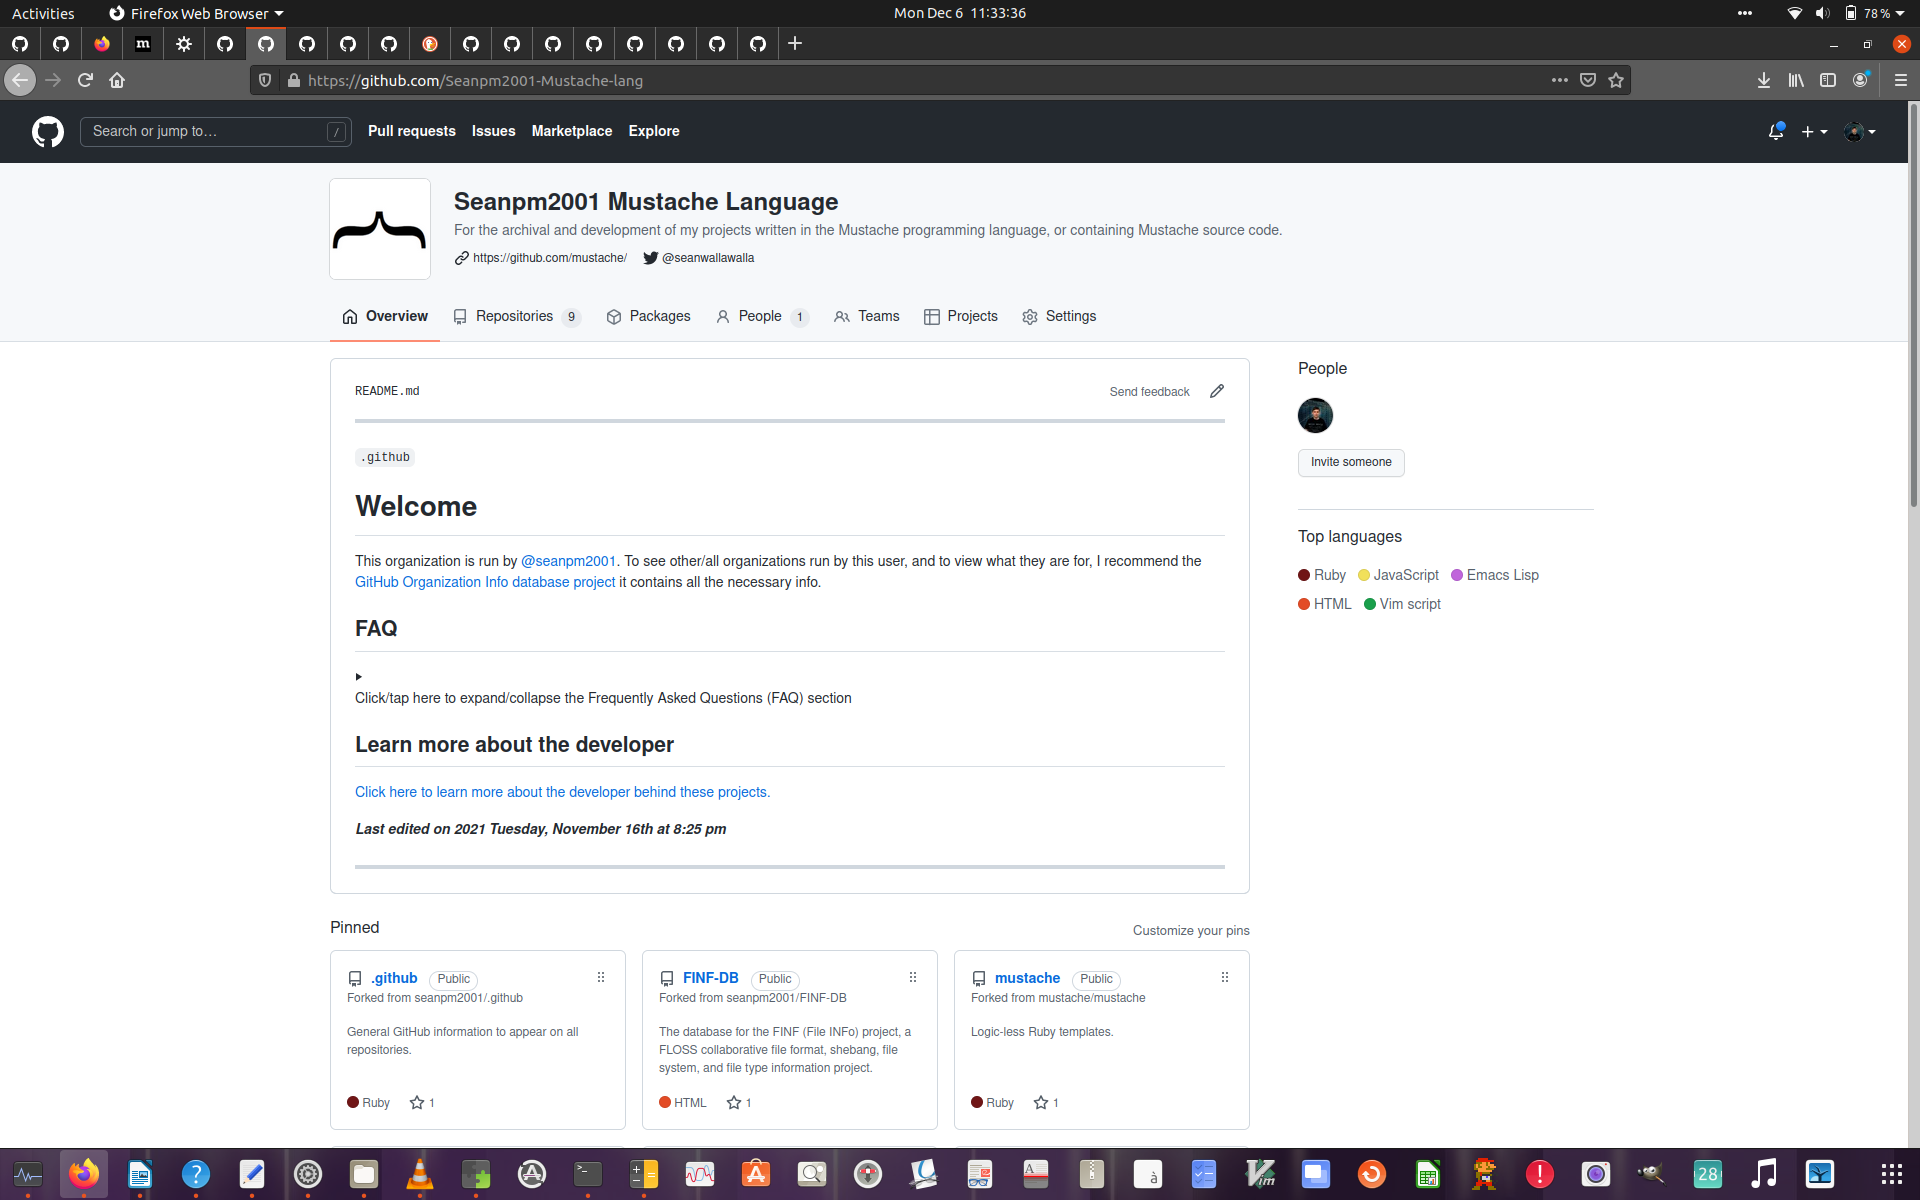 Activities
Firefox Web Browser
Mon Dec 6 11:33:36
78 %
m
https://github.com/Seanpm2001-Mustache-lang
Search or jump to…
/
Pull requests
Issues
Marketplace
Explore
Seanpm2001 Mustache Language
For the archival and development of my projects written in the Mustache programming language, or containing Mustache source code.
https://github.com/mustache/
@seanwallawalla
Overview
Repositories 9
Packages
People 1
Teams
Projects
Settings
README.md
Send feedback
.github
Welcome
This organization is run by @seanpm2001. To see other/all organizations run by this user, and to view what they are for, I recommend the
GitHub Organization Info database project it contains all the necessary info.
FAQ
Click/tap here to expand/collapse the Frequently Asked Questions (FAQ) section
Learn more about the developer
Click here to learn more about the developer behind these projects.
Last edited on 2021 Tuesday, November 16th at 8:25 pm
People
Invite someone
Top languages
Ruby JavaScript Emacs Lisp
HTML Vim script
Pinned
Customize your pins
.github Public
Forked from seanpm2001/.github
General GitHub information to appear on all
repositories.
Ruby 1
FINF-DB Public
Forked from seanpm2001/FINF-DB
The database for the FINF (File INFo) project, a
FLOSS collaborative file format, shebang, file
system, and file type information project.
HTML 1
mustache Public
Forked from mustache/mustache
Logic-less Ruby templates.
Ruby 1
?
>_
A
à
Vim
!
28